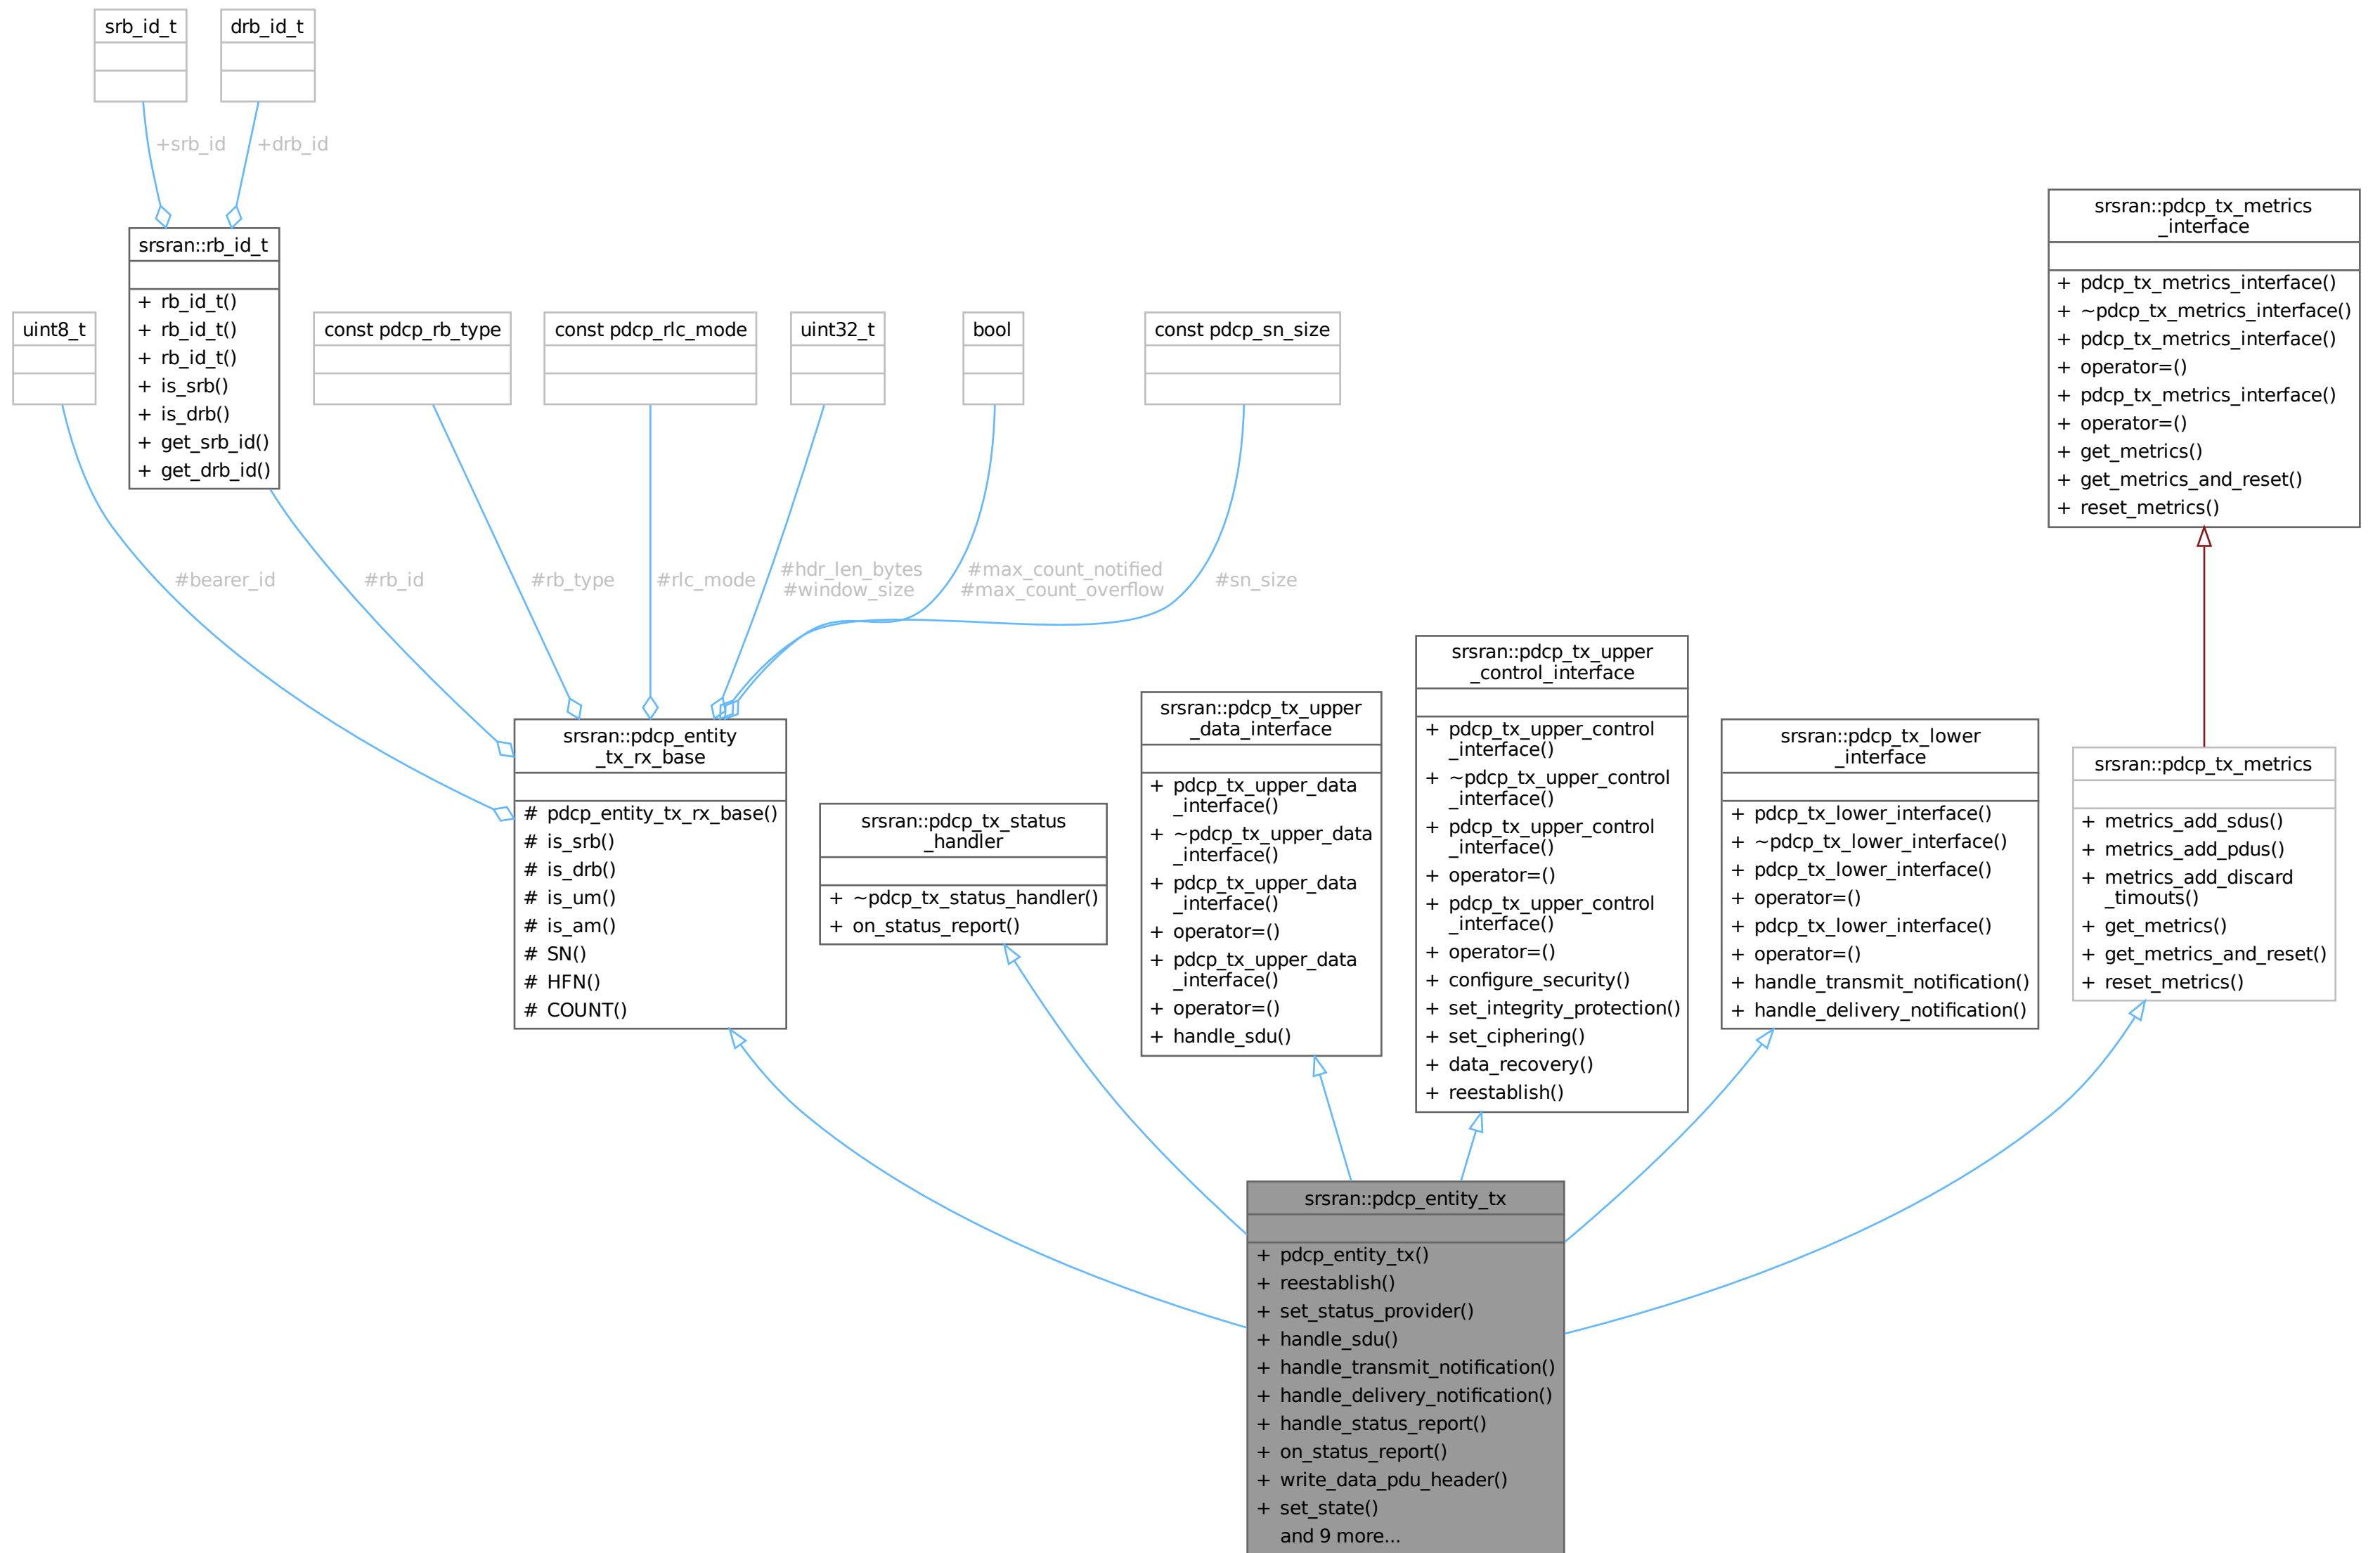 srb_id_t
drb_id_t
+srb_id
+drb_id
srsran::rb_id_t
+ rb_id_t()
+ rb_id_t()
+ rb_id_t()
+ is_srb()
+ is_drb()
+ get_srb_id()
+ get_drb_id()
srsran::pdcp_tx_metrics
_interface
+ pdcp_tx_metrics_interface()
+ ~pdcp_tx_metrics_interface()
+ pdcp_tx_metrics_interface()
+ operator=()
+ pdcp_tx_metrics_interface()
+ operator=()
+ get_metrics()
+ get_metrics_and_reset()
+ reset_metrics()
uint8_t
const pdcp_rb_type
const pdcp_rlc_mode
uint32_t
bool
const pdcp_sn_size
#bearer_id
#rb_id
#rb_type
#rlc_mode
#hdr_len_bytes
#window_size
#max_count_notified
#max_count_overflow
#sn_size
srsran::pdcp_entity
_tx_rx_base
# pdcp_entity_tx_rx_base()
# is_srb()
# is_drb()
# is_um()
# is_am()
# SN()
# HFN()
# COUNT()
srsran::pdcp_tx_status
_handler
+ ~pdcp_tx_status_handler()
+ on_status_report()
srsran::pdcp_tx_upper
_data_interface
+ pdcp_tx_upper_data
_interface()
+ ~pdcp_tx_upper_data
_interface()
+ pdcp_tx_upper_data
_interface()
+ operator=()
+ pdcp_tx_upper_data
_interface()
+ operator=()
+ handle_sdu()
srsran::pdcp_tx_upper
_control_interface
+ pdcp_tx_upper_control
_interface()
+ ~pdcp_tx_upper_control
_interface()
+ pdcp_tx_upper_control
_interface()
+ operator=()
+ pdcp_tx_upper_control
_interface()
+ operator=()
+ configure_security()
+ set_integrity_protection()
+ set_ciphering()
+ data_recovery()
+ reestablish()
srsran::pdcp_tx_lower
_interface
+ pdcp_tx_lower_interface()
+ ~pdcp_tx_lower_interface()
+ pdcp_tx_lower_interface()
+ operator=()
+ pdcp_tx_lower_interface()
+ operator=()
+ handle_transmit_notification()
+ handle_delivery_notification()
srsran::pdcp_tx_metrics
+ metrics_add_sdus()
+ metrics_add_pdus()
+ metrics_add_discard
_timouts()
+ get_metrics()
+ get_metrics_and_reset()
+ reset_metrics()
srsran::pdcp_entity_tx
+ pdcp_entity_tx()
+ reestablish()
+ set_status_provider()
+ handle_sdu()
+ handle_transmit_notification()
+ handle_delivery_notification()
+ handle_status_report()
+ on_status_report()
+ write_data_pdu_header()
+ set_state()
and 9 more...